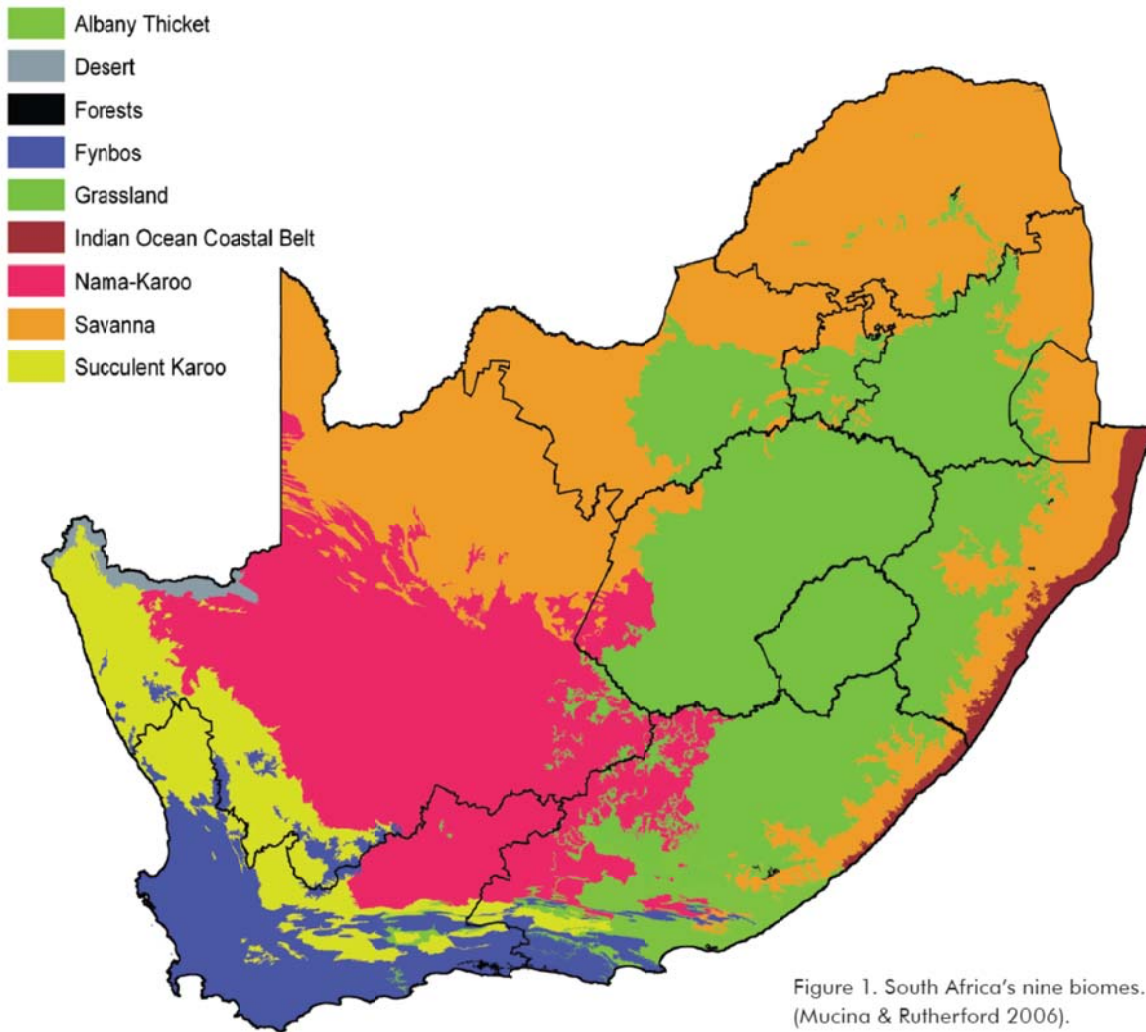 Albany Thicket
Desert
Forests
Fynbos
Grassland
Indian Ocean Coastal Belt
Nama-Karoo
Savanna
Succulent Karoo
Figure 1. South Africa's nine biomes.
(Mucina & Rutherford 2006).